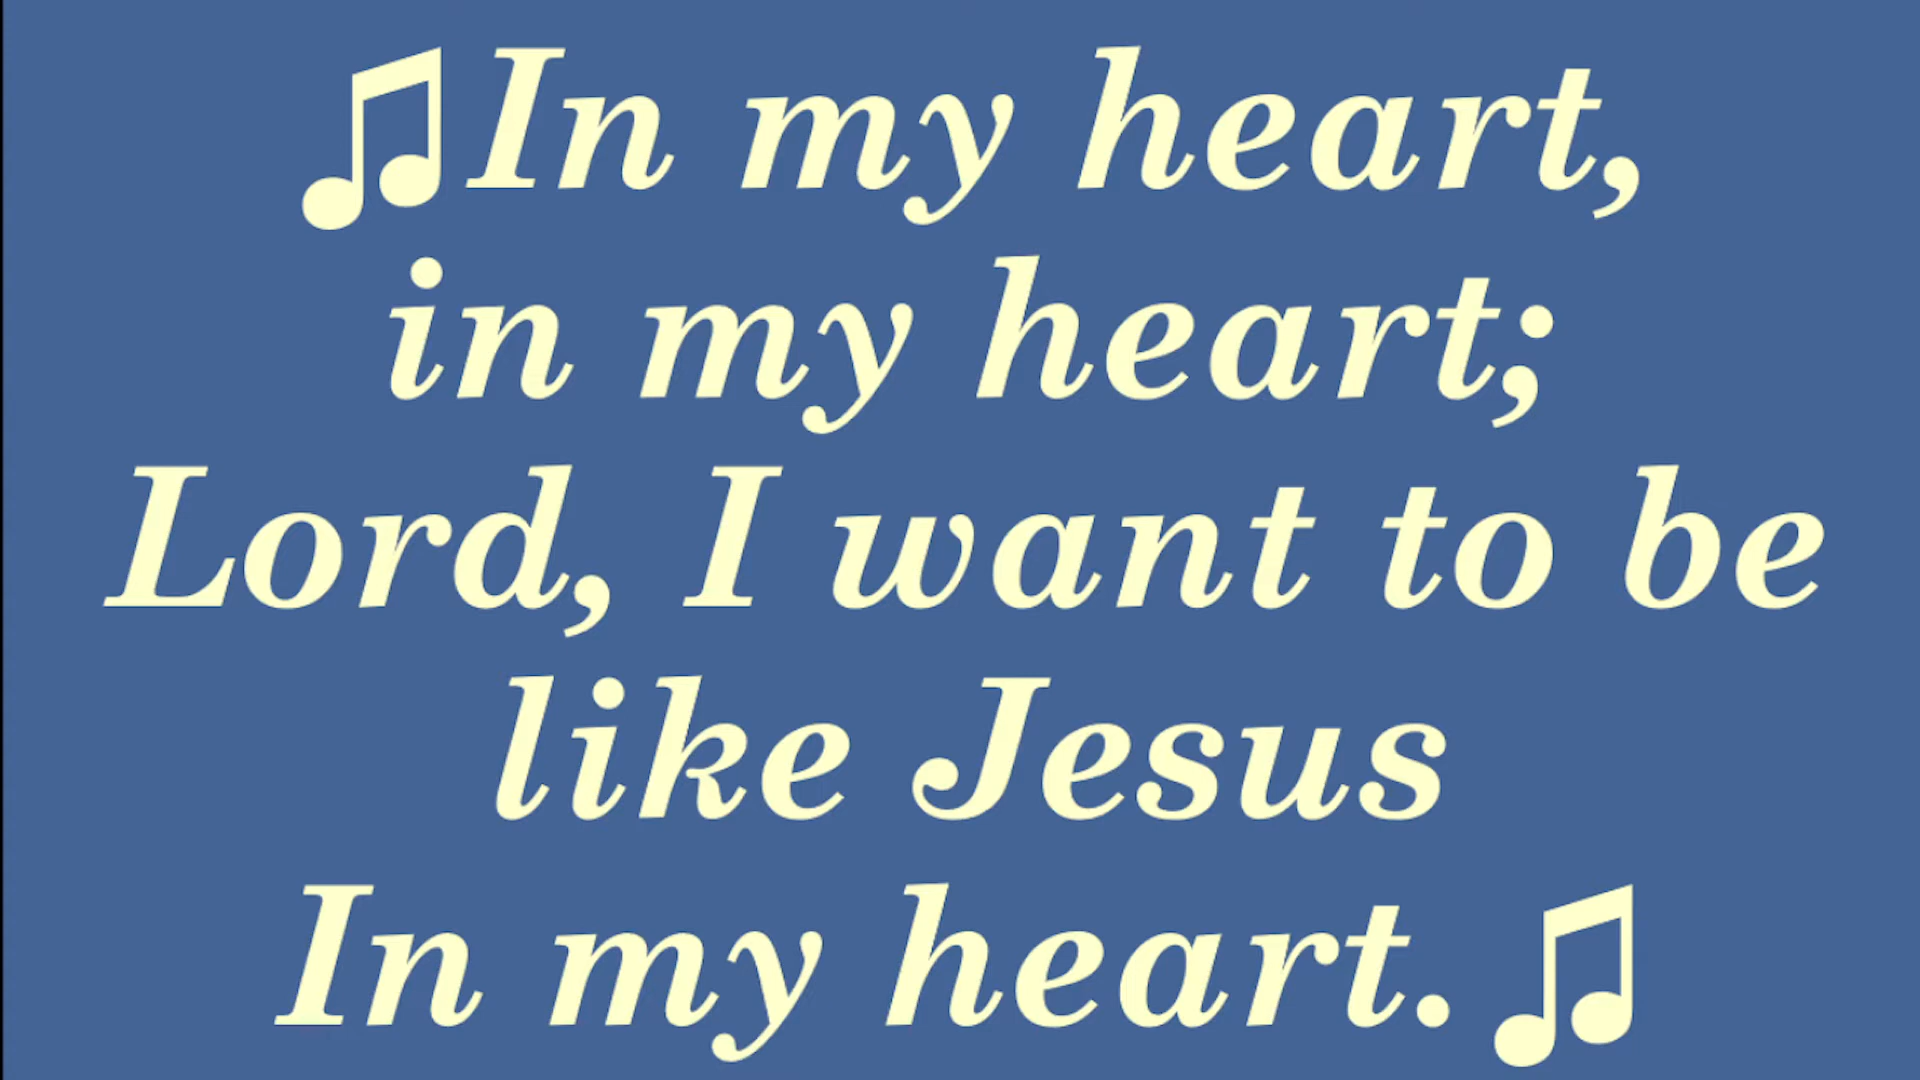 ♫In my heart,
in my heart;
Lord, I want to be
like Jesus
In my heart.♫